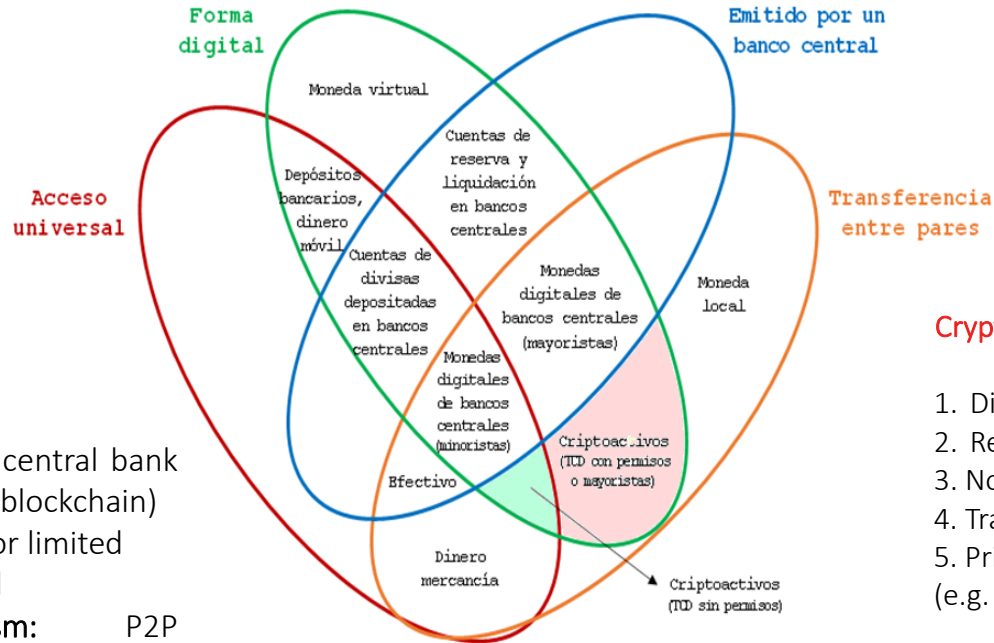 Forma
digital
Emitido por un
banco central
Moneda virtual
Cuentas de
reserva y
liquidación
en bancos
centrales
Depósitos
bancarios,
dinero
móvil
Acceso
universal
Transferencia
entre pares
Cuentas de
divisas
depositadas
en bancos
centrales
Monedas
digitales de
bancos centrales
(mayoristas)
Moneda
local
Monedas
digitales
de bancos
centrales
(minoristas)
Cryp
1. Di
2. Re
3. No
4. Tra
5. Pr
(e.g.
central bank
blockchain)
or limited
sm: P2P
Criptoactivos
(TCD con permisos
o mayoristas)
Efectivo
Dinero
mercancía
Criptoactivos
(TCD sin permisos)